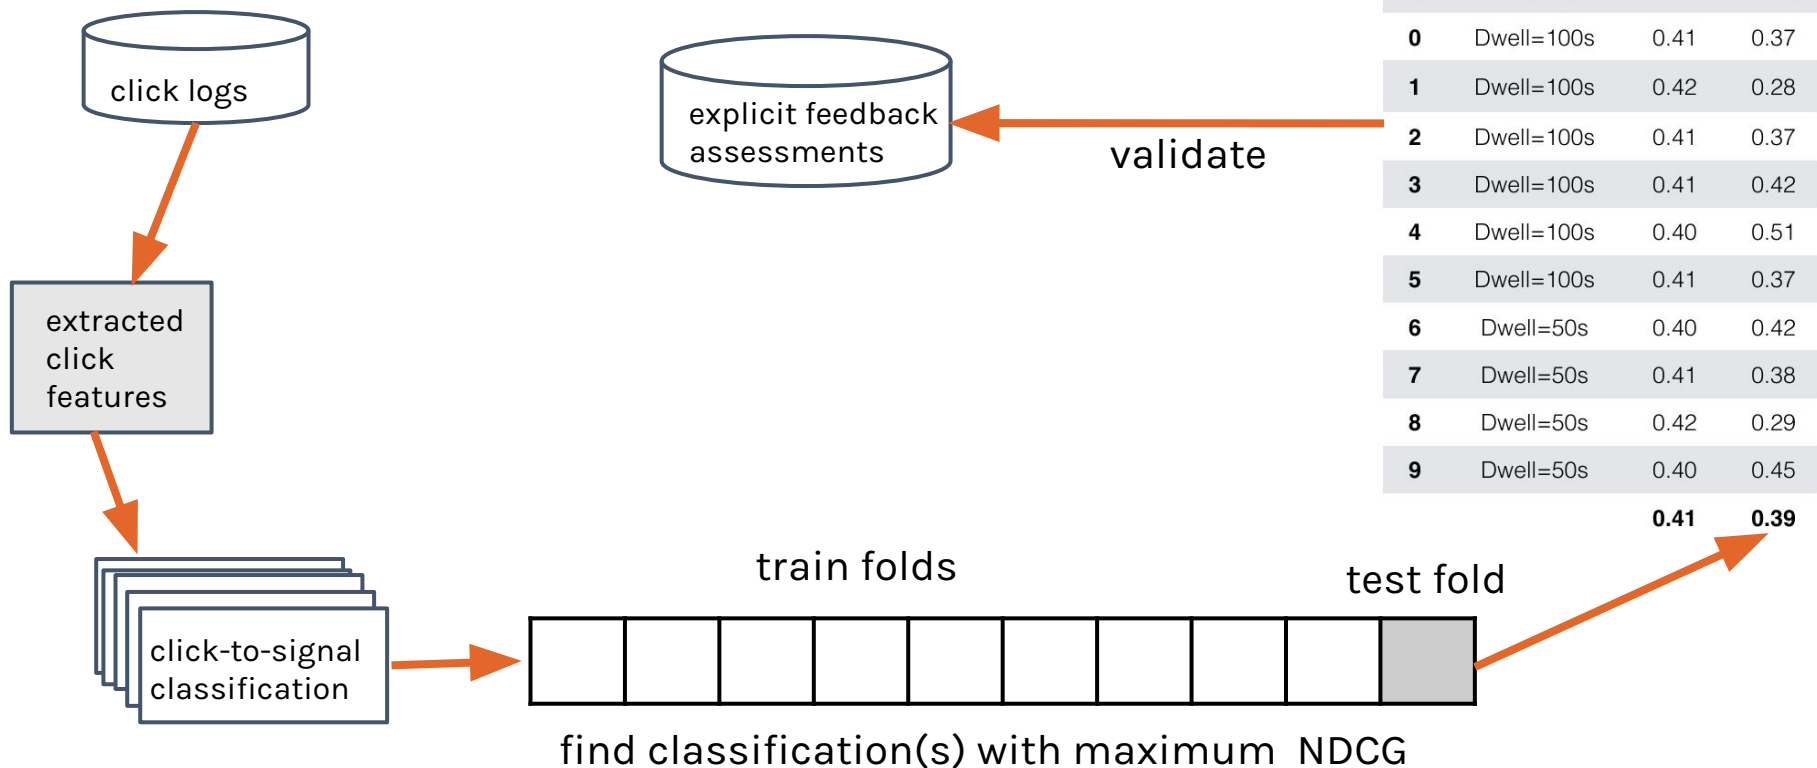 click logs
explicit feedback
assessments
validate
0 Dwell=100s 0.41 0.37
1 Dwell=100s 0.42 0.28
2 Dwell=100s 0.41 0.37
3 Dwell=100s 0.41 0.42
4 Dwell=100s 0.40 0.51
5 Dwell=100s 0.41 0.37
6 Dwell=50s 0.40 0.42
7 Dwell=50s 0.41 0.38
8 Dwell=50s 0.42 0.29
9 Dwell=50s 0.40 0.45
0.41 0.39
extracted
click
features
click-to-signal
classification
train folds
test fold
find classification(s) with maximum NDCG